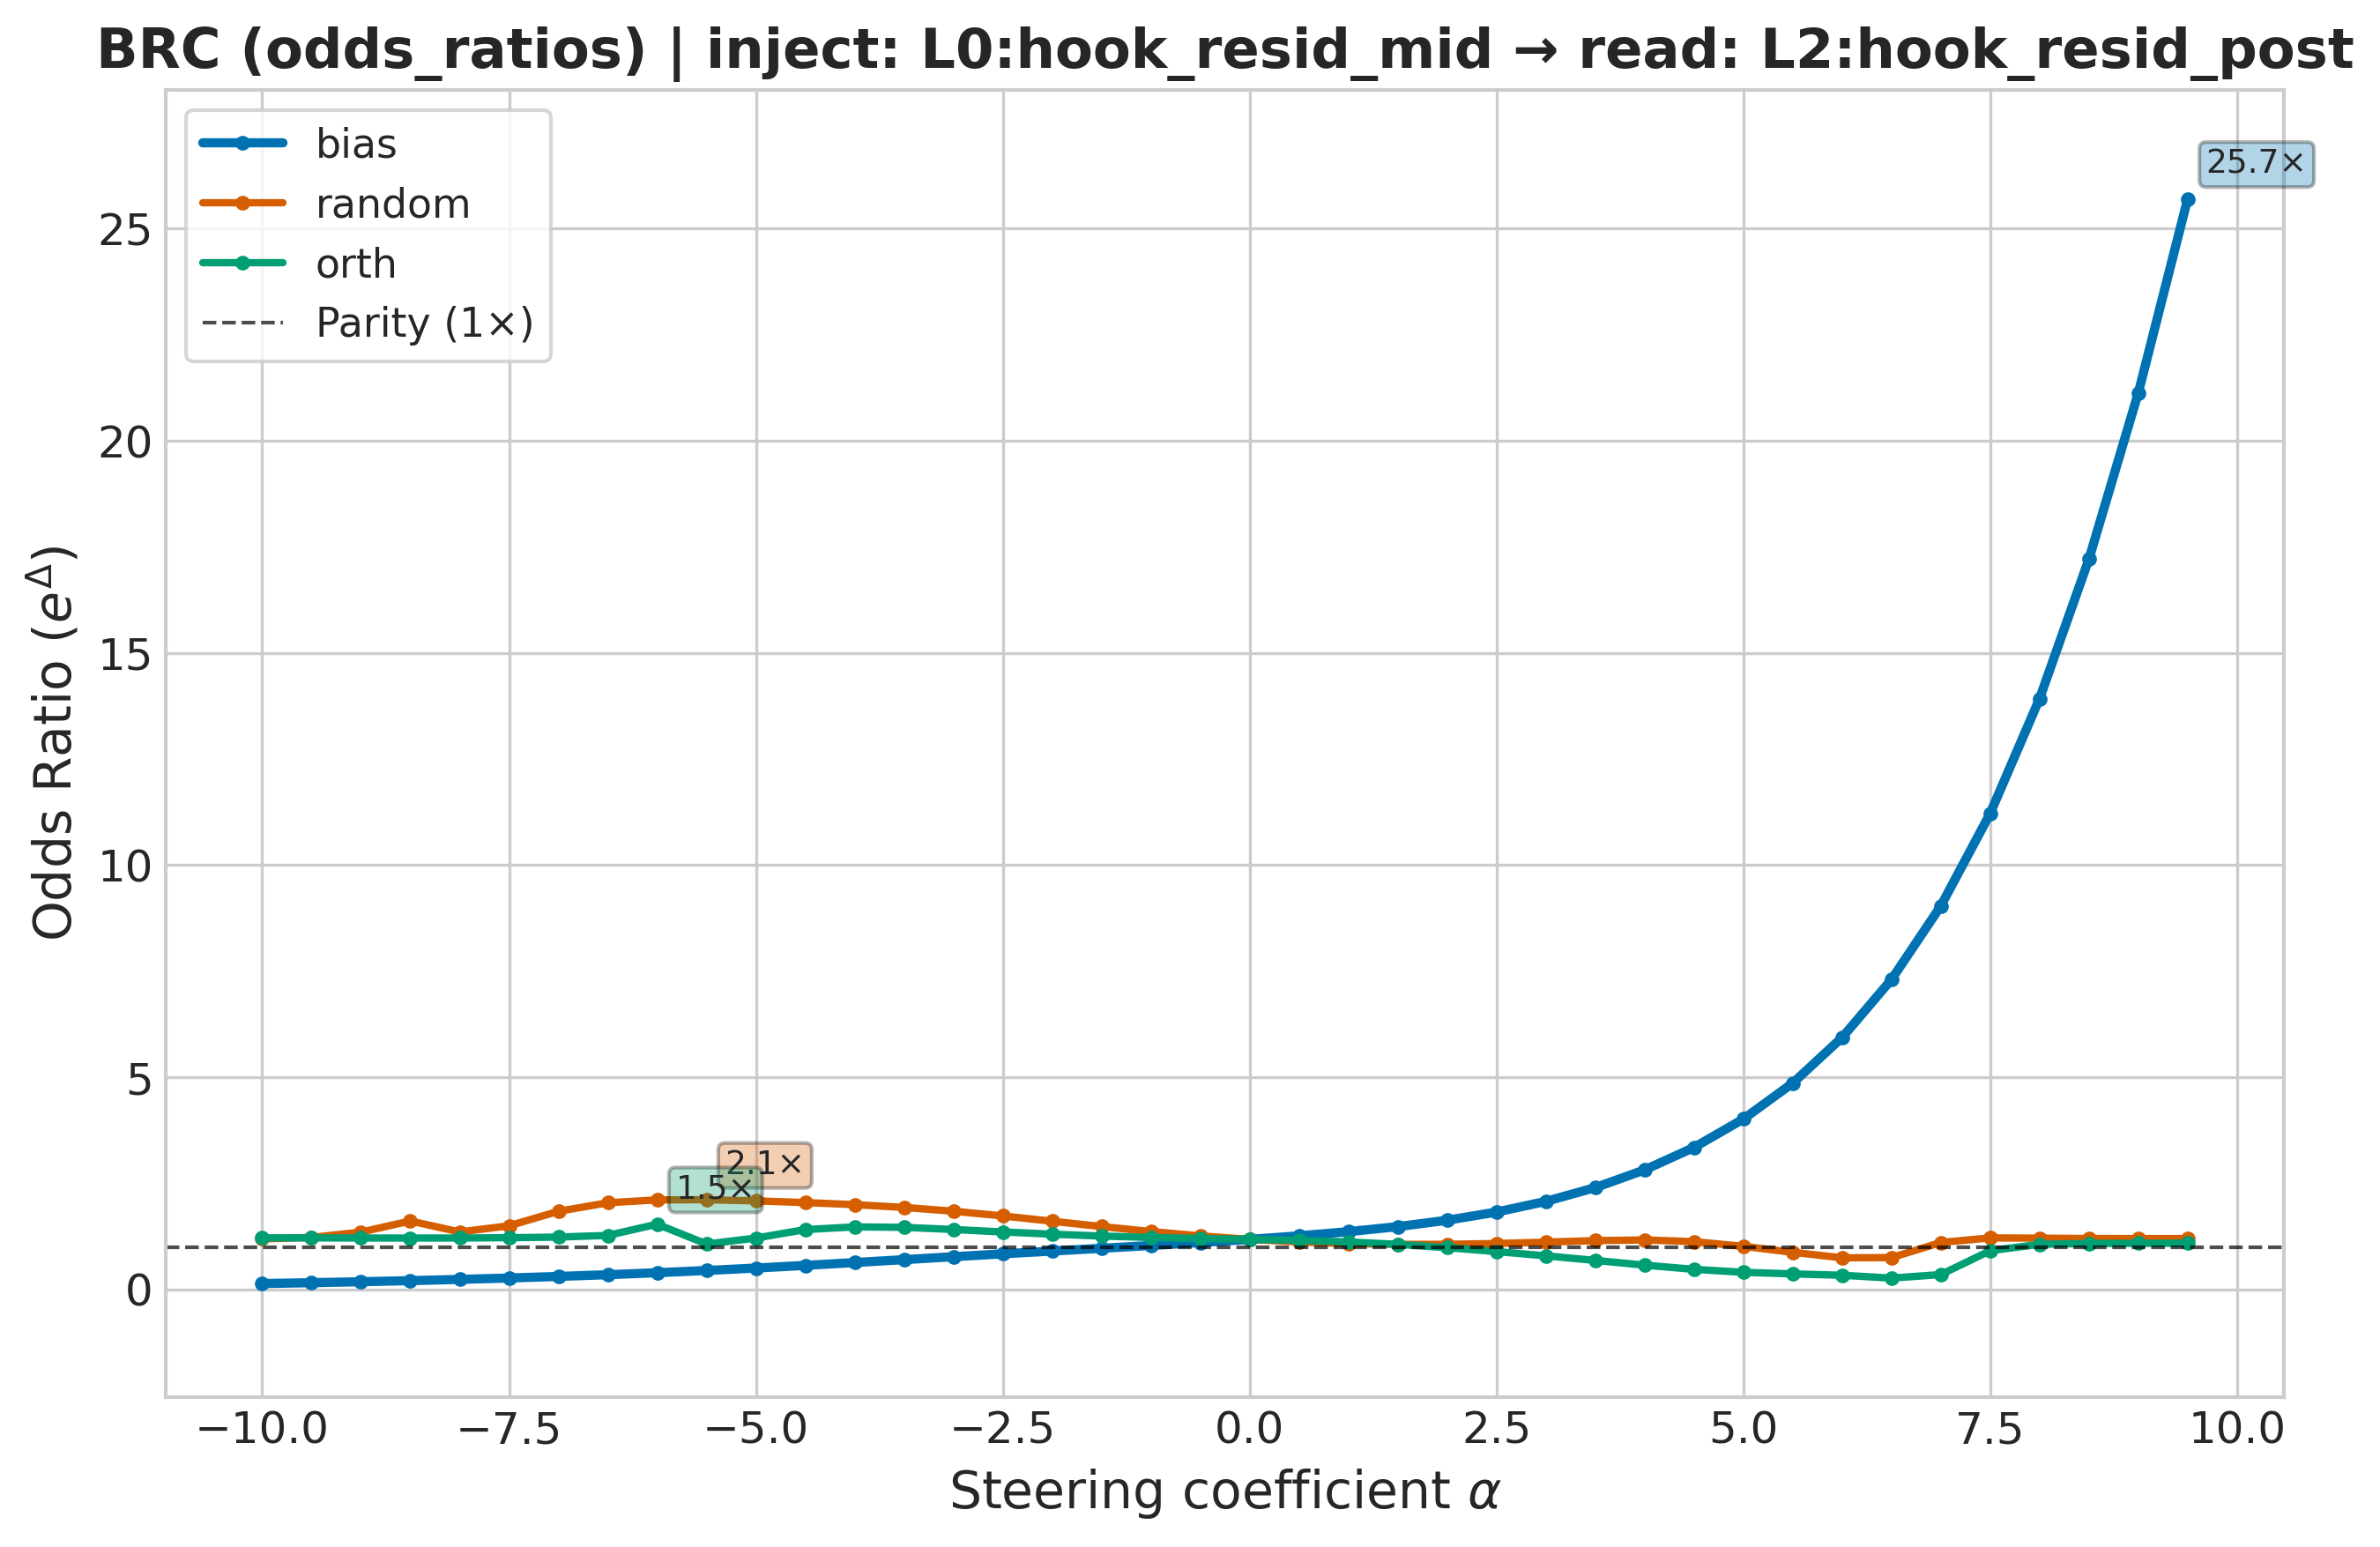 BRC (odds_ratios) | inject: L0:hook_resid_mid → read: L2:hook_resid_post
bias
random
orth
Parity (1×)
25.7×
2.1×
1.5×
Odds Ratio (e^Δ)
25
20
15
10
5
0
−10.0
−7.5
−5.0
−2.5
0.0
2.5
5.0
7.5
10.0
Steering coefficient α